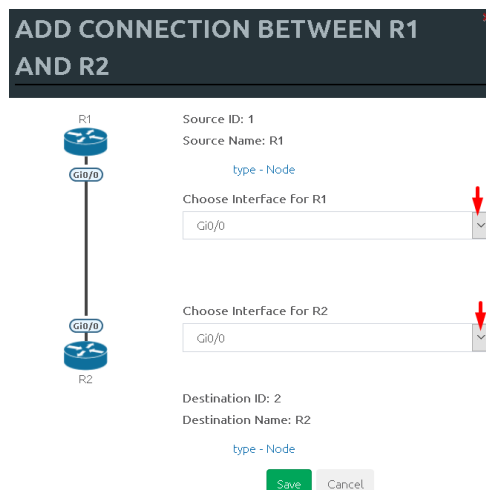 ADD CONNECTION BETWEEN R1
AND R2
R1
Source ID: 1
Source Name: R1
Gi0/0
type - Node
Choose Interface for R1
Gi0/0
Choose Interface for R2
Gi0/0
Gi0/0
R2
Destination ID: 2
Destination Name: R2
type - Node
Save
Cancel